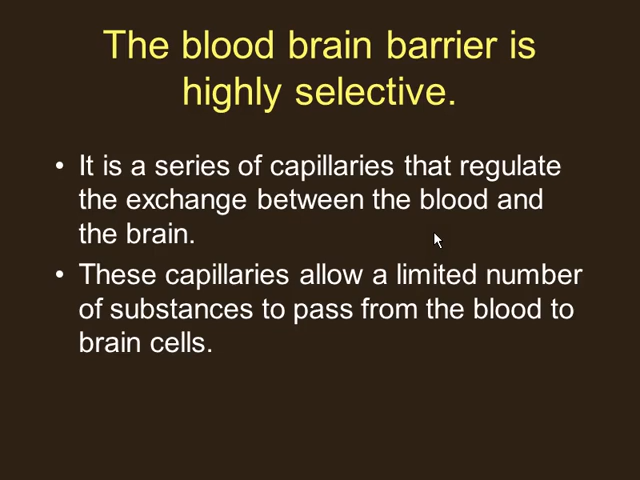 The blood brain barrier is
highly selective.
• It is a series of capillaries that regulate
the exchange between the blood and
the brain.
• These capillaries allow a limited number
of substances to pass from the blood to
brain cells.